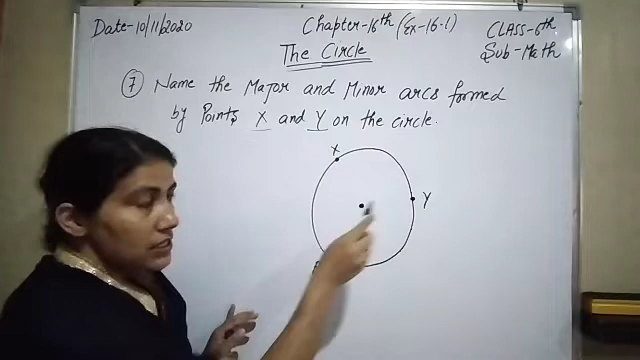 Date-10/11/2020
Chapter-16th (Ex-16.1)
CLASS-6th
The Circle
Sub-Math
7 Name the Major and Minor arcs formed
by Points X and Y on the circle.
X
Y